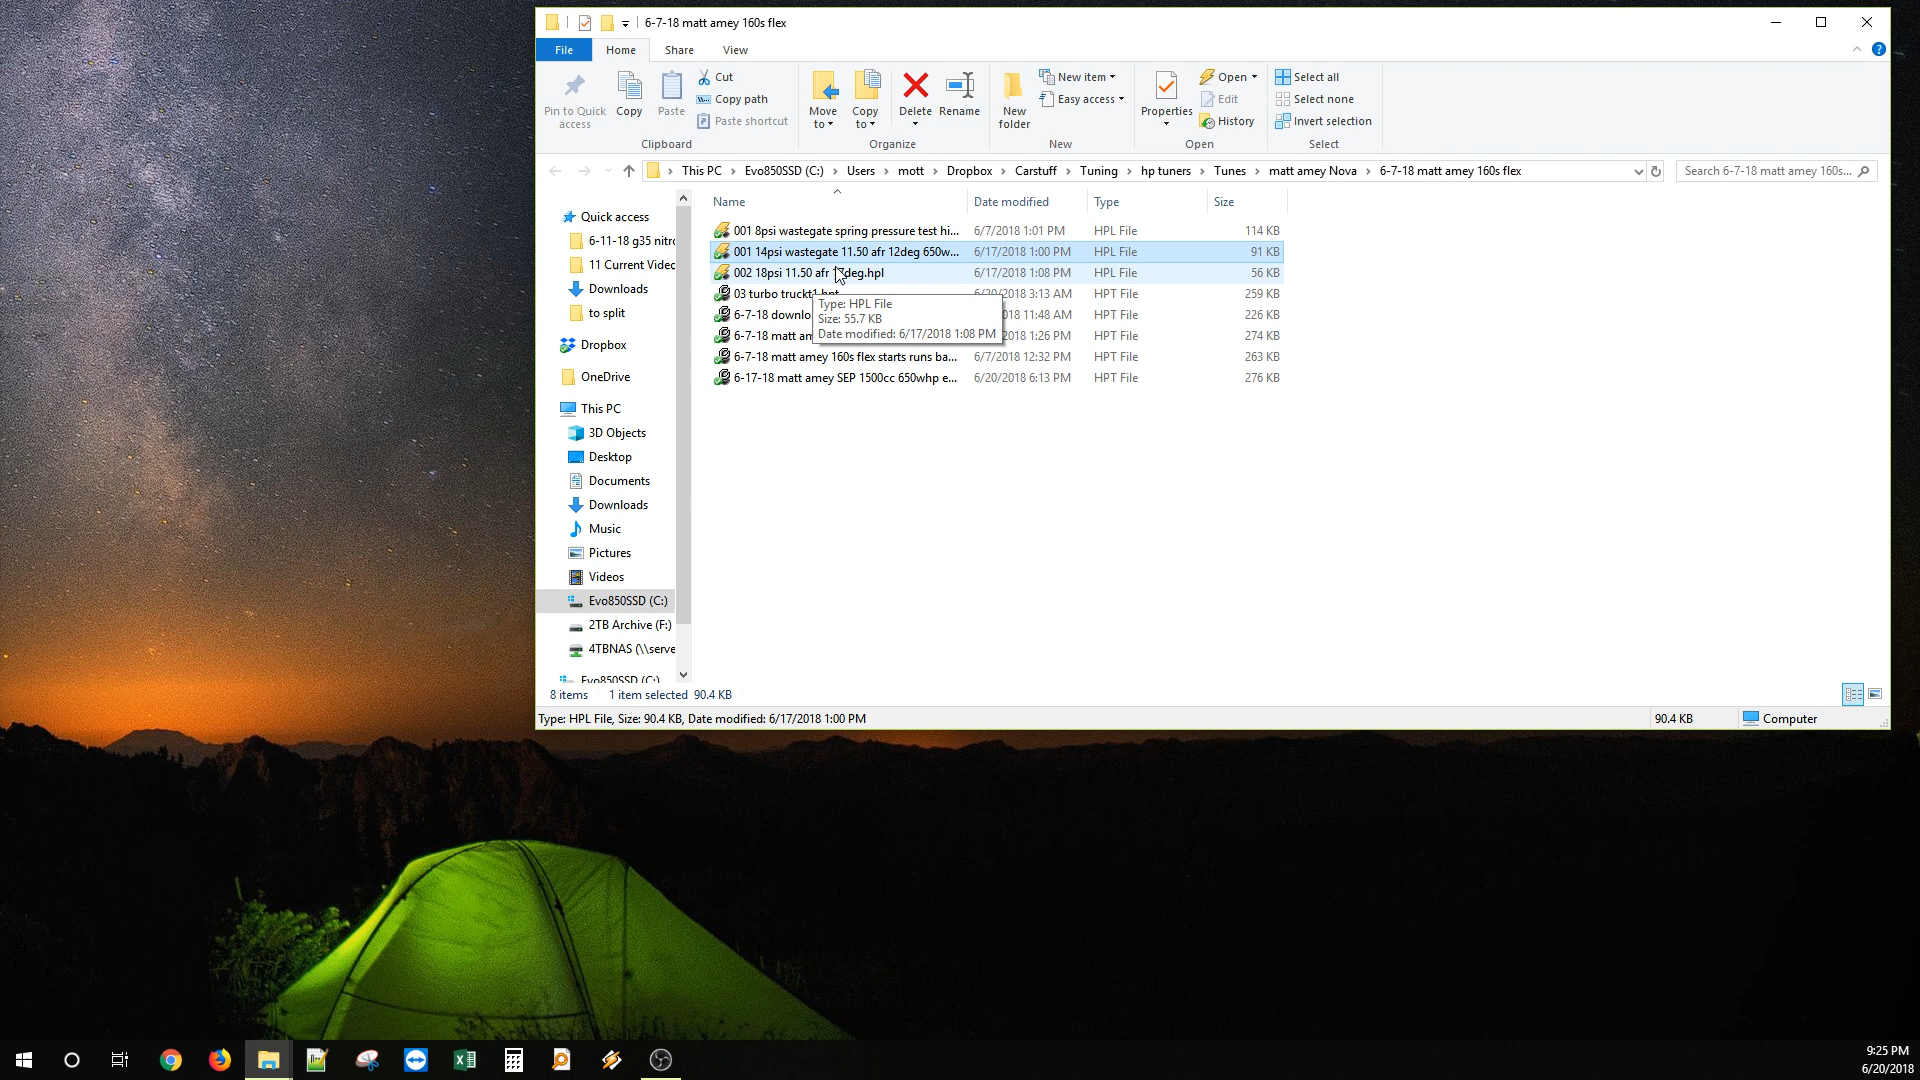 6-7-18 matt amey 160s flex
File
Home
Share
View
Pin to Quick access
Copy
Paste
Cut
Copy path
Paste shortcut
Clipboard
Move to
Copy to
Delete
Rename
Organize
New folder
New item
Easy access
New
Properties
Open
Edit
History
Open
Select all
Select none
Invert selection
Select
This PC
Evo850SSD (C:)
Users
mott
Dropbox
Carstuff
Tuning
hp tuners
Tunes
matt amey Nova
6-7-18 matt amey 160s flex
Search 6-7-18 matt amey 160s...
Quick access
6-11-18 g35 nitro
11 Current Videc
Downloads
to split
Dropbox
OneDrive
This PC
3D Objects
Desktop
Documents
Downloads
Music
Pictures
Videos
Evo850SSD (C:)
2TB Archive (F:)
4TBNAS (\\serve
Evo850SSD (C:)
Name Date modified Type Size
001 8psi wastegate spring pressure test hi... 6/7/2018 1:01 PM HPL File 114 KB
001 14psi wastegate 11.50 afr 12deg 650w... 6/17/2018 1:00 PM HPL File 91 KB
002 18psi 11.50 afr deg.hpl 6/17/2018 1:08 PM HPL File 56 KB
03 turbo truckt1.hpt 6/20/2018 3:13 AM HPT File 259 KB
6-7-18 downlo 018 11:48 AM HPT File 226 KB
6-7-18 matt am 018 1:26 PM HPT File 274 KB
6-7-18 matt amey 160s flex starts runs ba... 6/7/2018 12:32 PM HPT File 263 KB
6-17-18 matt amey SEP 1500cc 650whp e... 6/20/2018 6:13 PM HPT File 276 KB
Type: HPL File
Size: 55.7 KB
Date modified: 6/17/2018 1:08 PM
8 items 1 item selected 90.4 KB
Type: HPL File, Size: 90.4 KB, Date modified: 6/17/2018 1:00 PM
90.4 KB
Computer
9:25 PM
6/20/2018